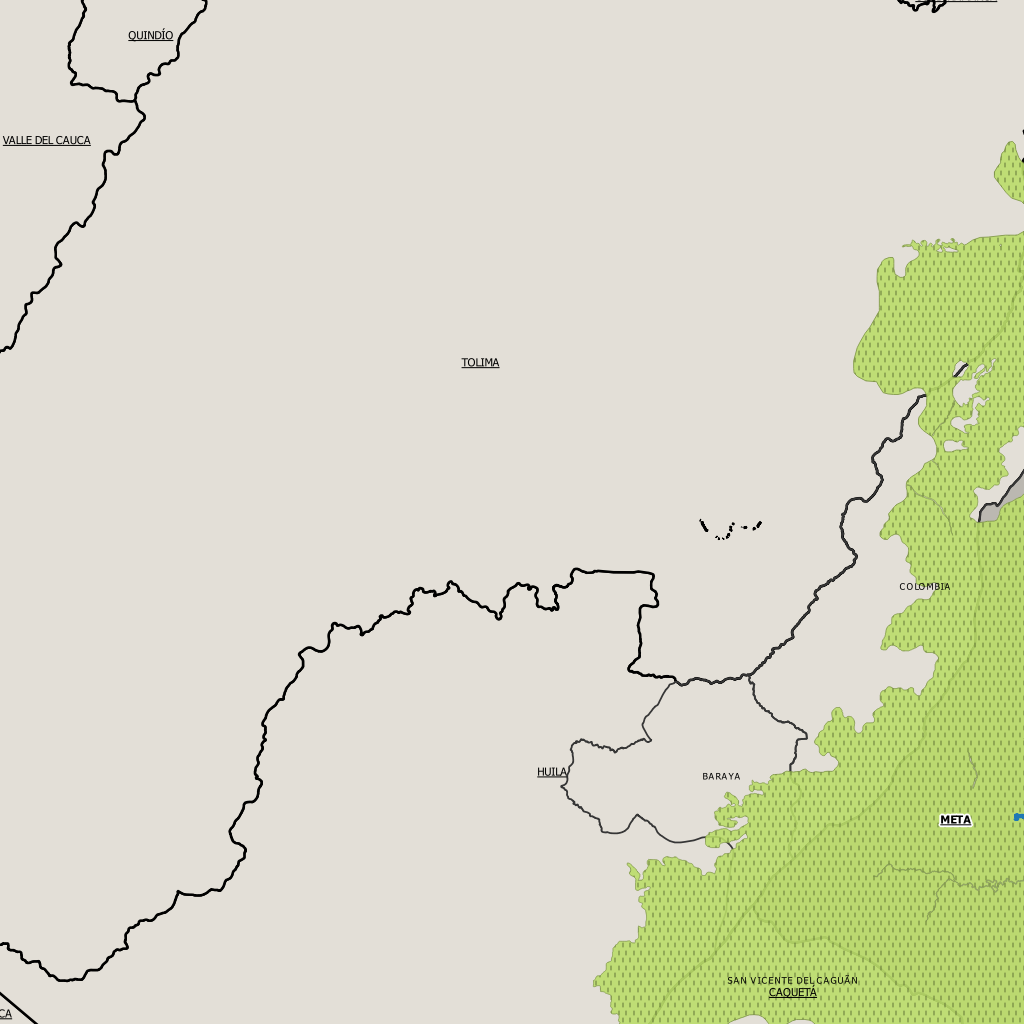 QUINDÍO
VALLE DEL CAUCA
TOLIMA
COLOMBIA
HUILA
BARAYA
META
SAN VICENTE DEL CAGUÁN
CAQUETÁ
CA